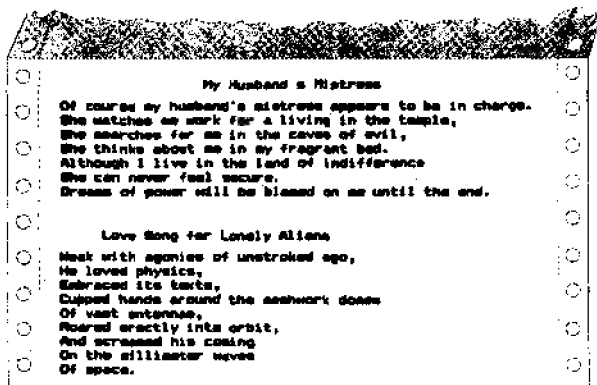 My Husband's Mistress
Of course my husband's mistress appears to be in charge.
She watches me work for a living in the temple,
She searches for me in the caves of evil,
She thinks about me in my fragrant bed.
Although I live in the land of indifference
She can never feel secure.
Dreams of power will be blamed on me until the end.
Love Song for Lonely Aliens
Weak with agonies of unstroked ego,
He loved physics,
Embraced its texts,
Cupped hands around the meshwork domes
Of vast antennae,
Roared erectly into orbit,
And screamed his coming
On the millimeter waves
Of space.